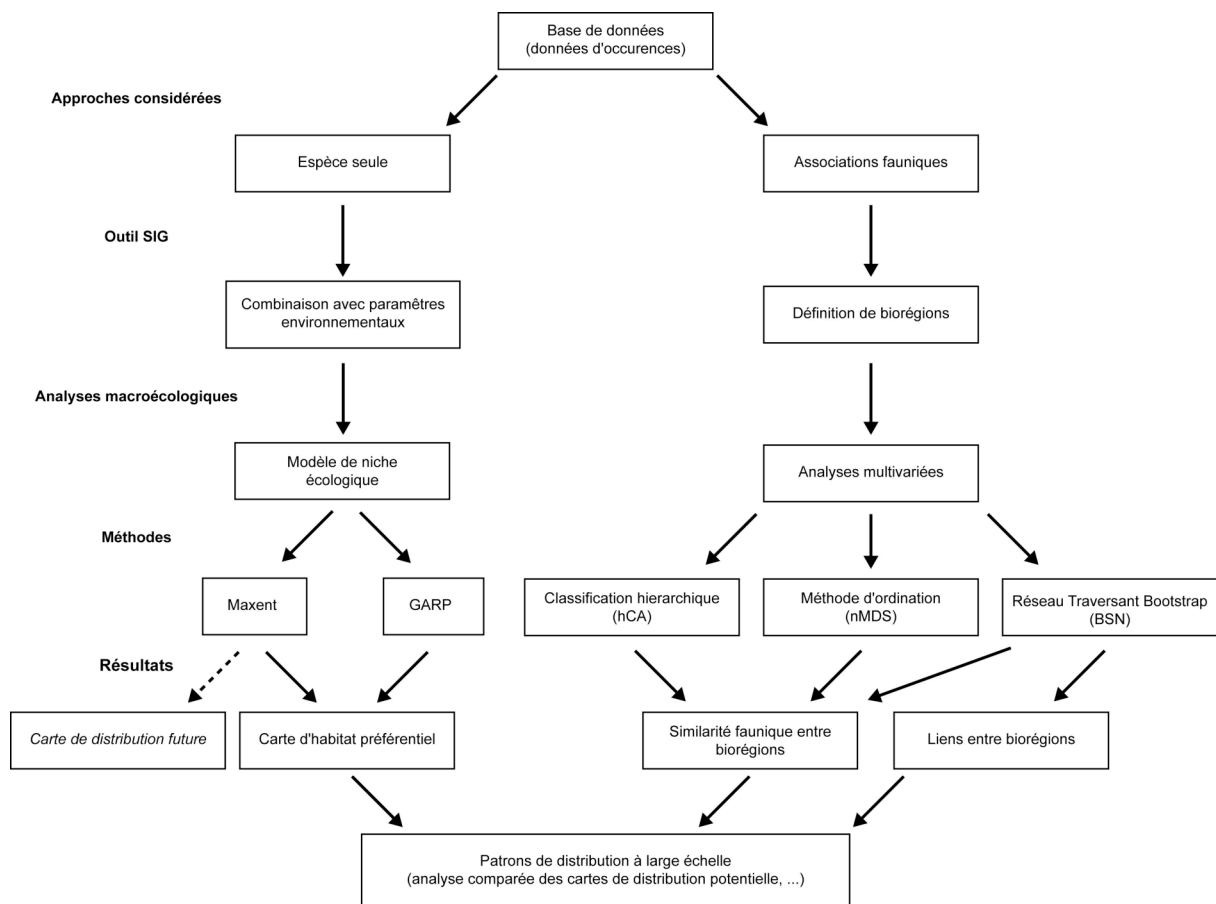 Base de données
(données d'occurences)
Approches considérées
Espèce seule
Associations fauniques
Outil SIG
Combinaison avec paramètres
environnementaux
Définition de biorégions
Analyses macroécologiques
Modèle de niche
écologique
Analyses multivariées
Méthodes
Maxent
GARP
Classification hierarchique
(hCA)
Méthode d'ordination
(nMDS)
Réseau Traversant Bootstrap
(BSN)
Résultats
Carte de distribution future
Carte d'habitat préférentiel
Similarité faunique entre
biorégions
Liens entre biorégions
Patrons de distribution à large échelle
(analyse comparée des cartes de distribution potentielle, ...)